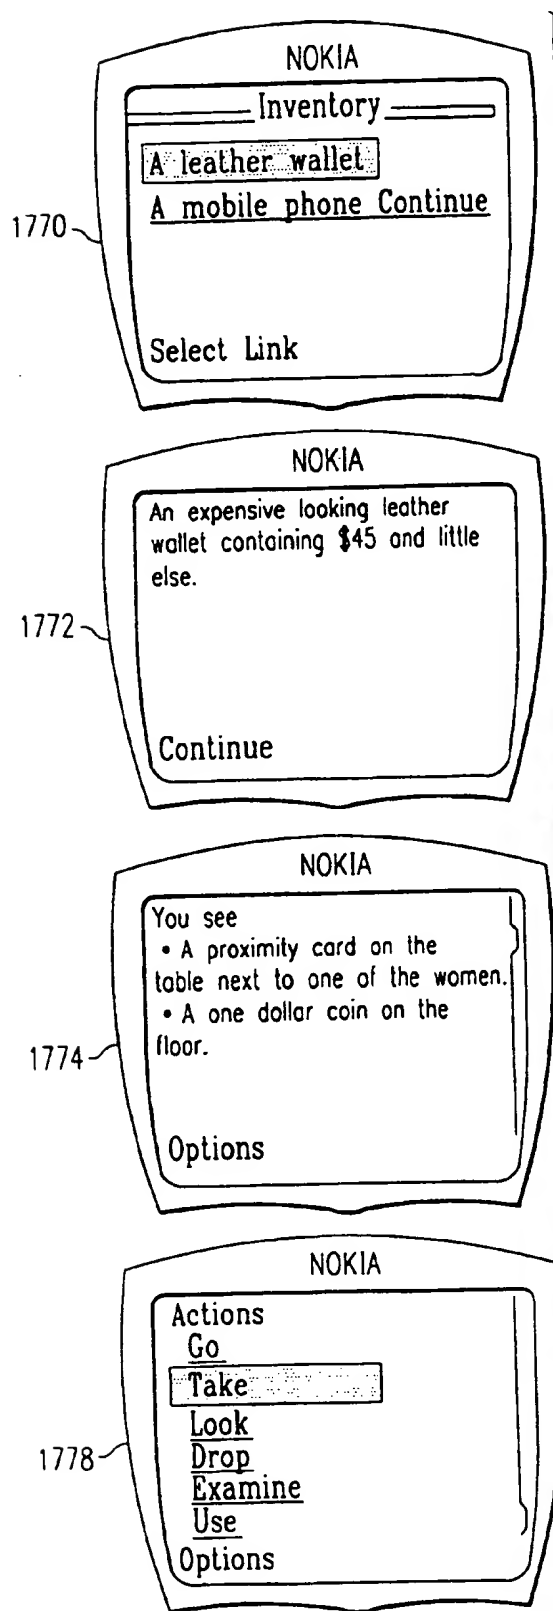 NOKIA
Inventory
A leather wallet
A mobile phone Continue
1770
Select Link
NOKIA
An expensive looking leather
wallet containing $45 and little
else.
1772
Continue
NOKIA
You see
• A proximity card on the
table next to one of the women.
• A one dollar coin on the
floor.
1774
Options
NOKIA
Actions
Go
Take
Look
Drop
Examine
1778
Use
Options